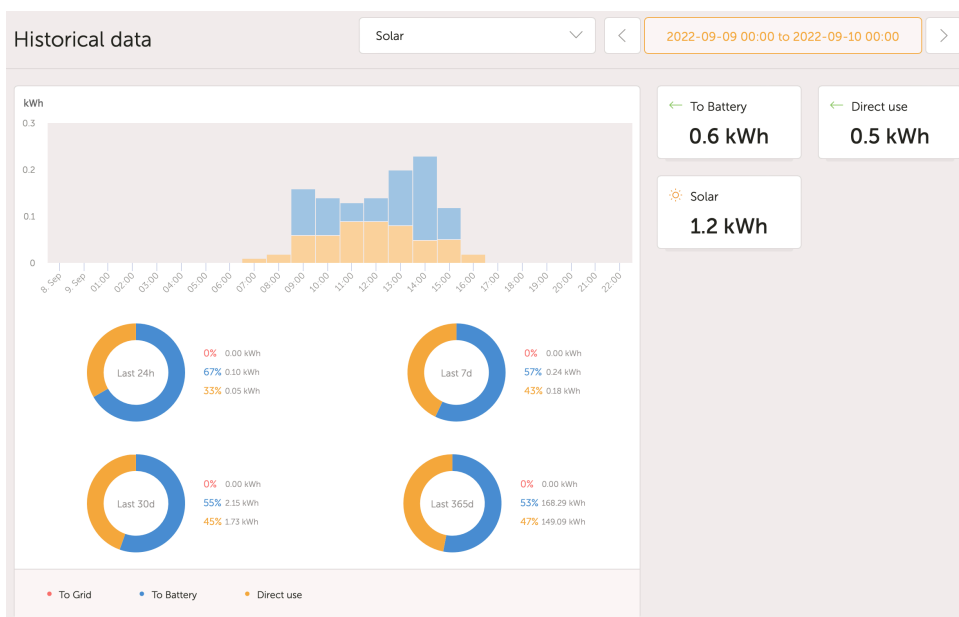 Historical data
Solar
2022-09-09 00:00 to 2022-09-10 00:00
kWh
0.3
0.2
0.1
0
8. Sep
9. Sep
01:00
02:00
03:00
04:00
05:00
06:00
07:00
08:00
09:00
10:00
11:00
12:00
13:00
14:00
15:00
16:00
17:00
18:00
19:00
20:00
21:00
22:00
To Battery
0.6 kWh
Direct use
0.5 kWh
Solar
1.2 kWh
Last 24h
0% 0.00 kWh
67% 0.10 kWh
33% 0.05 kWh
Last 7d
0% 0.00 kWh
57% 0.24 kWh
43% 0.18 kWh
Last 30d
0% 0.00 kWh
55% 2.15 kWh
45% 1.73 kWh
Last 365d
0% 0.00 kWh
53% 168.29 kWh
47% 149.09 kWh
To Grid
To Battery
Direct use